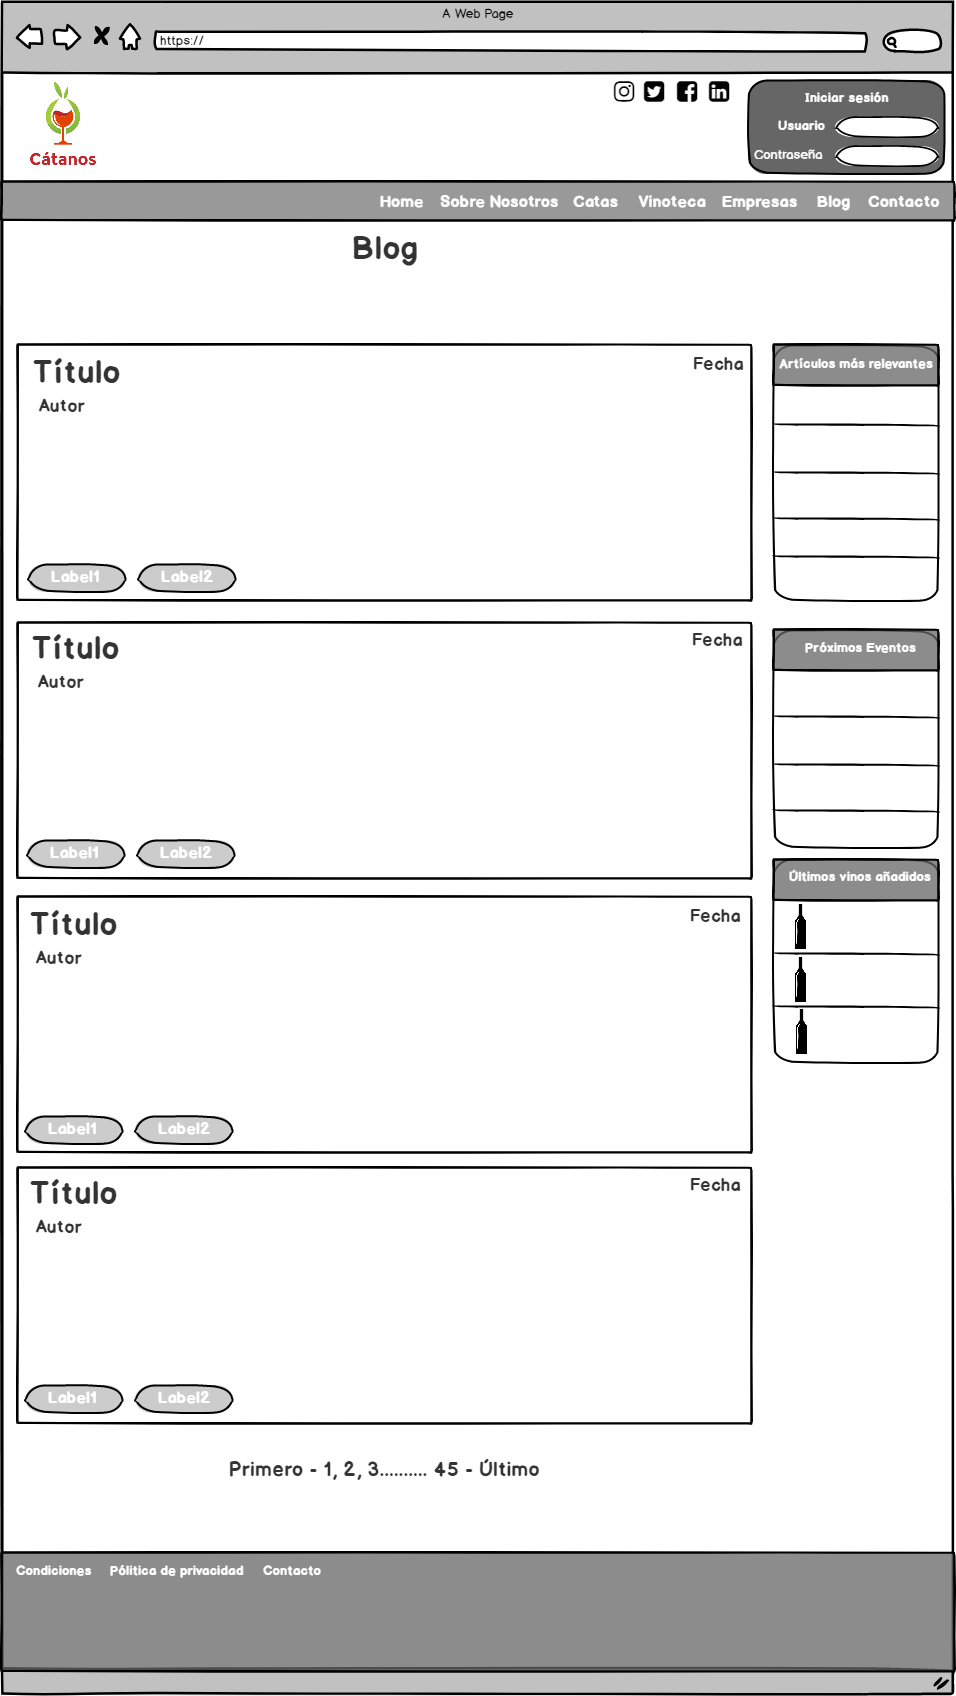 A Web Page
https://
Iniciar sesión
Usuario
Contraseña
Cátanos
Home Sobre Nosotros Catas Vinoteca Empresas Blog Contacto
Blog
Título
Fecha
Autor
Label1 Label2
Artículos más relevantes
Título
Fecha
Autor
Label1 Label2
Próximos Eventos
Últimos vinos añadidos
Título
Fecha
Autor
Label1 Label2
Título
Fecha
Autor
Label1 Label2
Primero - 1, 2, 3.......... 45 - Último
Condiciones Pólitica de privacidad Contacto